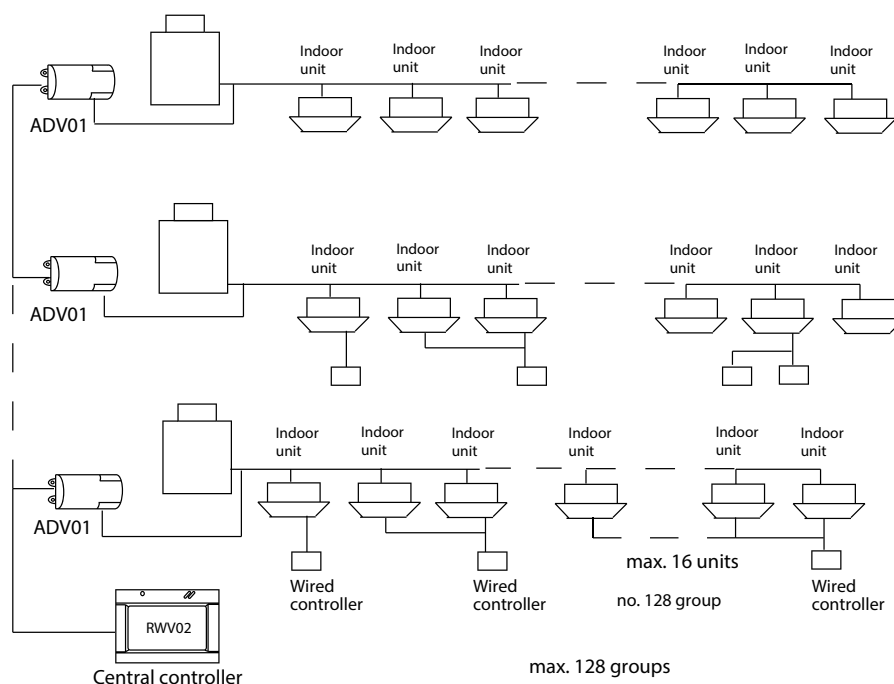 Indoor
unit
Indoor
unit
Indoor
unit
Indoor
unit
Indoor
unit
Indoor
unit
ADV01
Indoor
unit
Indoor
unit
Indoor
unit
Indoor
unit
Indoor
unit
Indoor
unit
ADV01
Indoor
unit
Indoor
unit
Indoor
unit
Indoor
unit
Indoor
unit
Indoor
unit
ADV01
max. 16 units
Wired
controller
Wired
controller
Wired
controller
no. 128 group
RWV02
Central controller
max. 128 groups